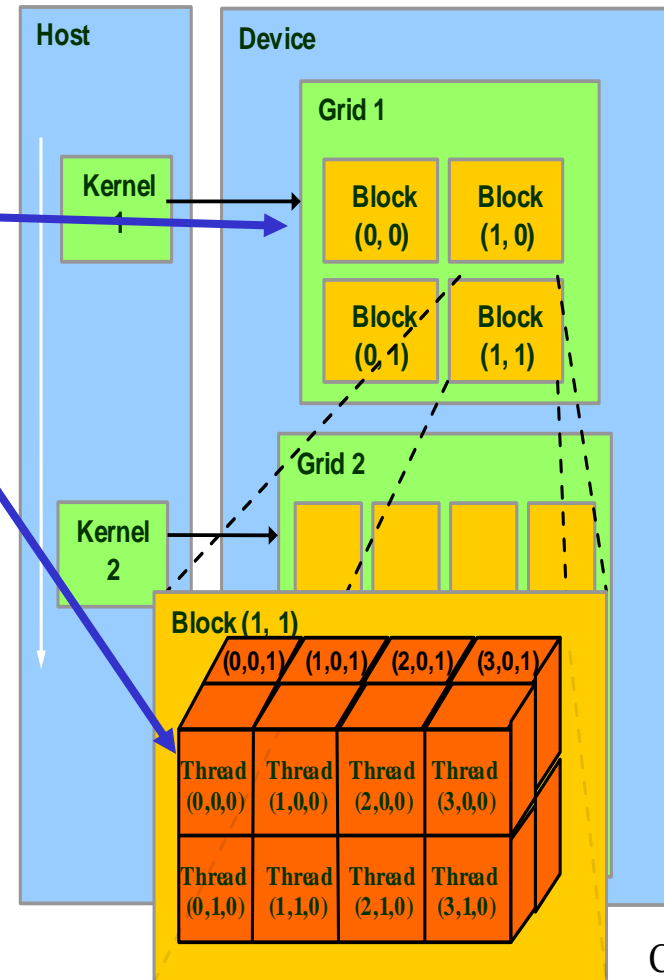 Host
Device
Grid 1
Kernel
1
Block
(0, 0)
Block
(1, 0)
Block
(0, 1)
Block
(1, 1)
Grid 2
Kernel
2
Block (1, 1)
(0,0,1) (1,0,1) (2,0,1) (3,0,1)
Thread
(0,0,0)
Thread
(1,0,0)
Thread
(2,0,0)
Thread
(3,0,0)
Thread
(0,1,0)
Thread
(1,1,0)
Thread
(2,1,0)
Thread
(3,1,0)